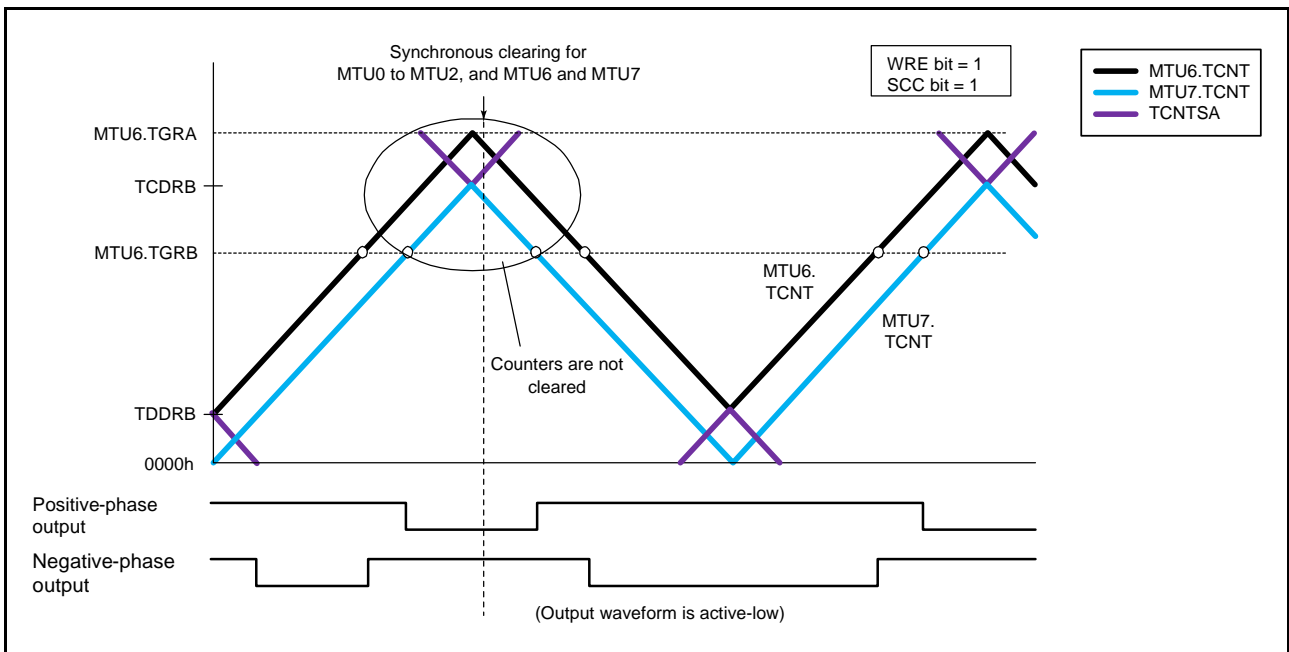 Synchronous clearing for
MTU0 to MTU2, and MTU6 and MTU7
WRE bit = 1
SCC bit = 1
MTU6.TCNT
MTU7.TCNT
TCNTSA
MTU6.TGRA
TCDRB
MTU6.TGRB
MTU6.
TCNT
MTU7.
TCNT
Counters are not
cleared
TDDRB
0000h
Positive-phase
output
Negative-phase
output
(Output waveform is active-low)